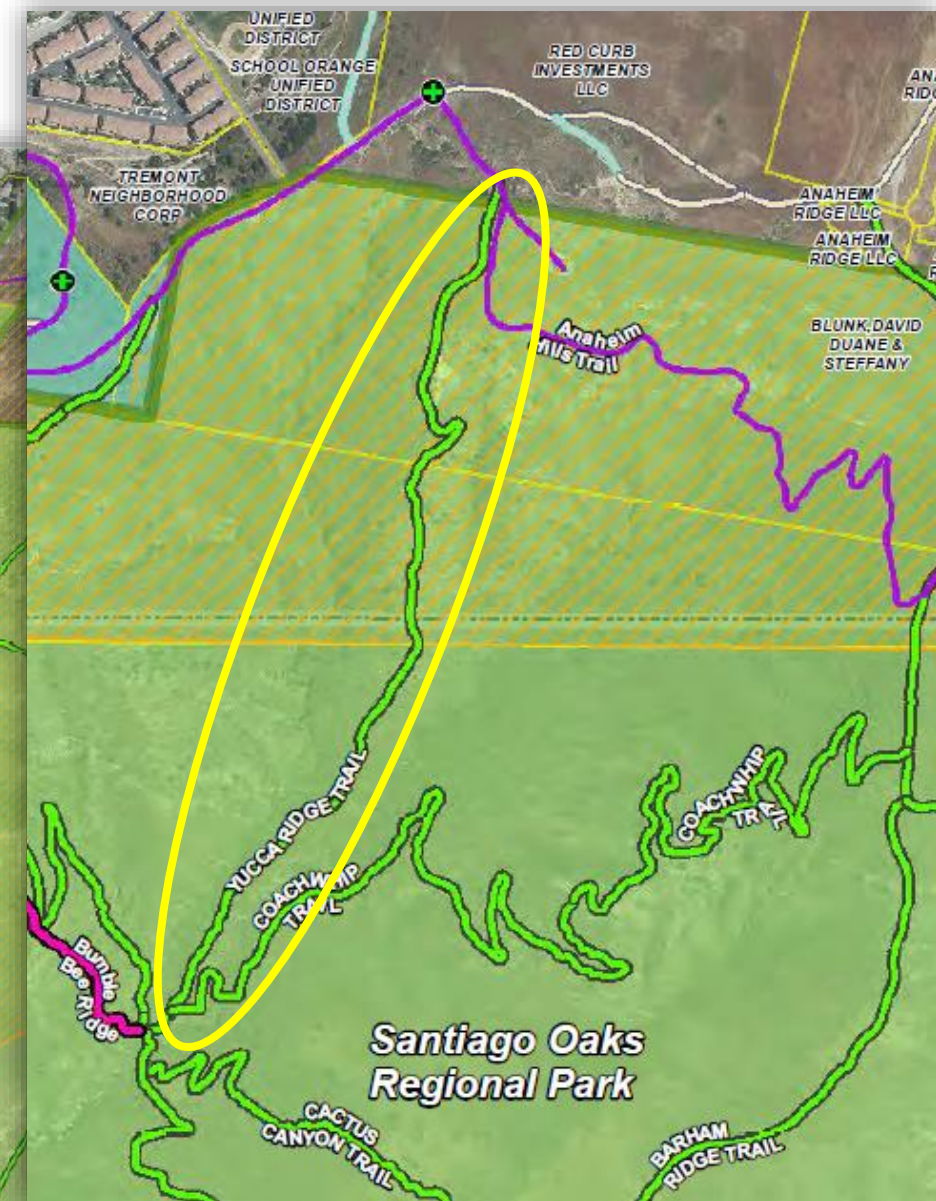 UNIFIED
DISTRICT
SCHOOL ORANGE
UNIFIED
DISTRICT
RED CURB
INVESTMENTS
LLC
TREMONT
NEIGHBORHOOD
CORP
ANAHEIM
RIDGE LLC
ANAHEIM
RIDGE LLC
BLUNK,DAVID
DUANE &
STEFFANY
Anaheim
Hills Trail
YUCCA RIDGE TRAIL
COACHWHIP
TRAIL
COACHWHIP
TRAIL
Bumble
Bee Ridge
Santiago Oaks
Regional Park
CACTUS
CANYON TRAIL
BARHAM
RIDGE TRAIL